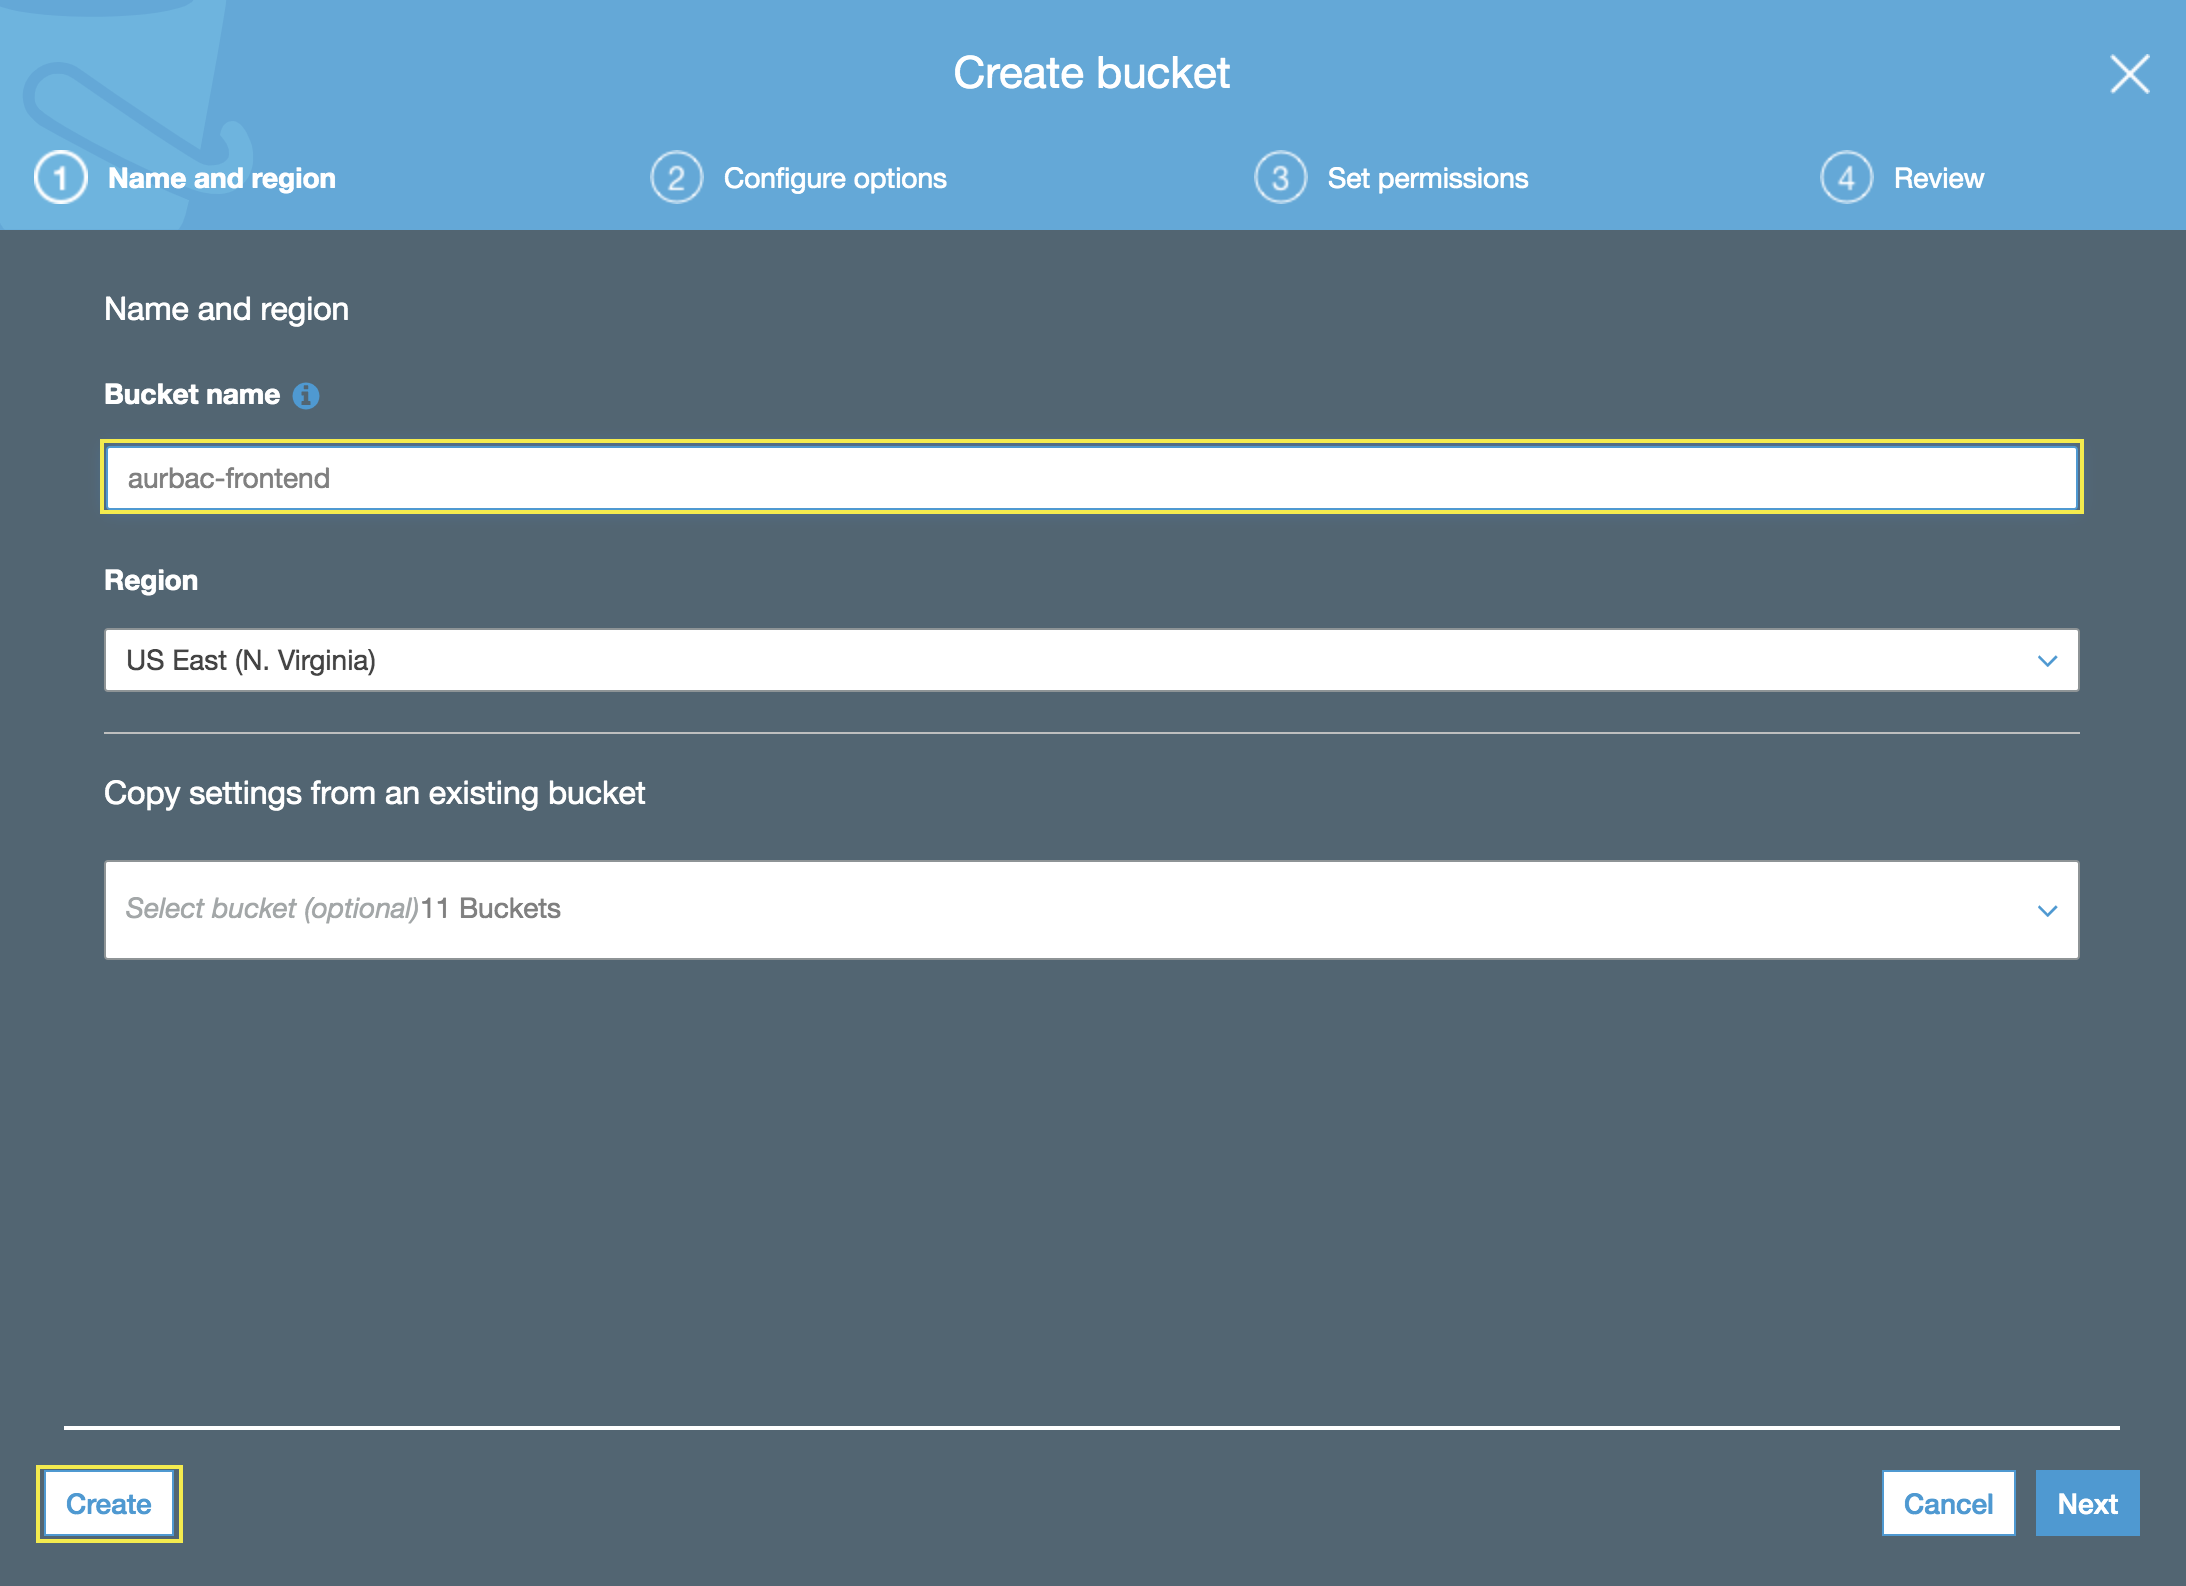 Create bucket
1 Name and region 2 Configure options 3 Set permissions 4 Review
Name and region
Bucket name
aurbac-frontend
Region
US East (N. Virginia)
Copy settings from an existing bucket
Select bucket (optional)11 Buckets
Create Cancel Next